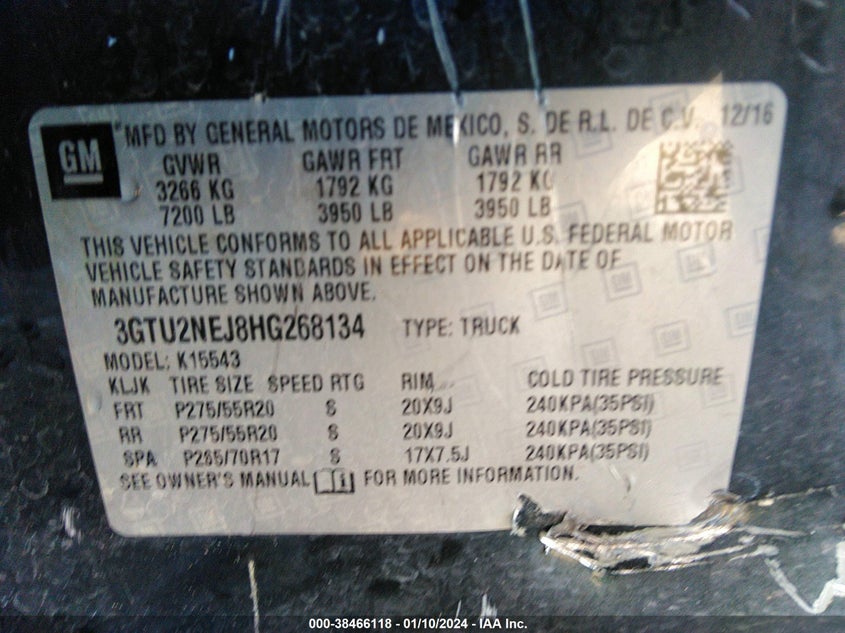 GM
MFD BY GENERAL MOTORS DE MEXICO, S. DE R.L. DE C.V. 12/16
GVWR GAWR FRT GAWR RR
3266 KG 1792 KG 1792 KG
7200 LB 3950 LB 3950 LB
THIS VEHICLE CONFORMS TO ALL APPLICABLE U.S. FEDERAL MOTOR
VEHICLE SAFETY STANDARDS IN EFFECT ON THE DATE OF
MANUFACTURE SHOWN ABOVE.
3GTU2NEJ8HG268134 TYPE: TRUCK
MODEL: K15543
KLJK TIRE SIZE SPEED RTG RIM COLD TIRE PRESSURE
FRT P275/55R20 S 20X9J 240KPA(35PSI)
RR P275/55R20 S 20X9J 240KPA(35PSI)
SPA P265/70R17 S 17X7.5J 240KPA(35PSI)
SEE OWNER'S MANUAL FOR MORE INFORMATION.
000-38466118 - 01/10/2024 - IAA Inc.